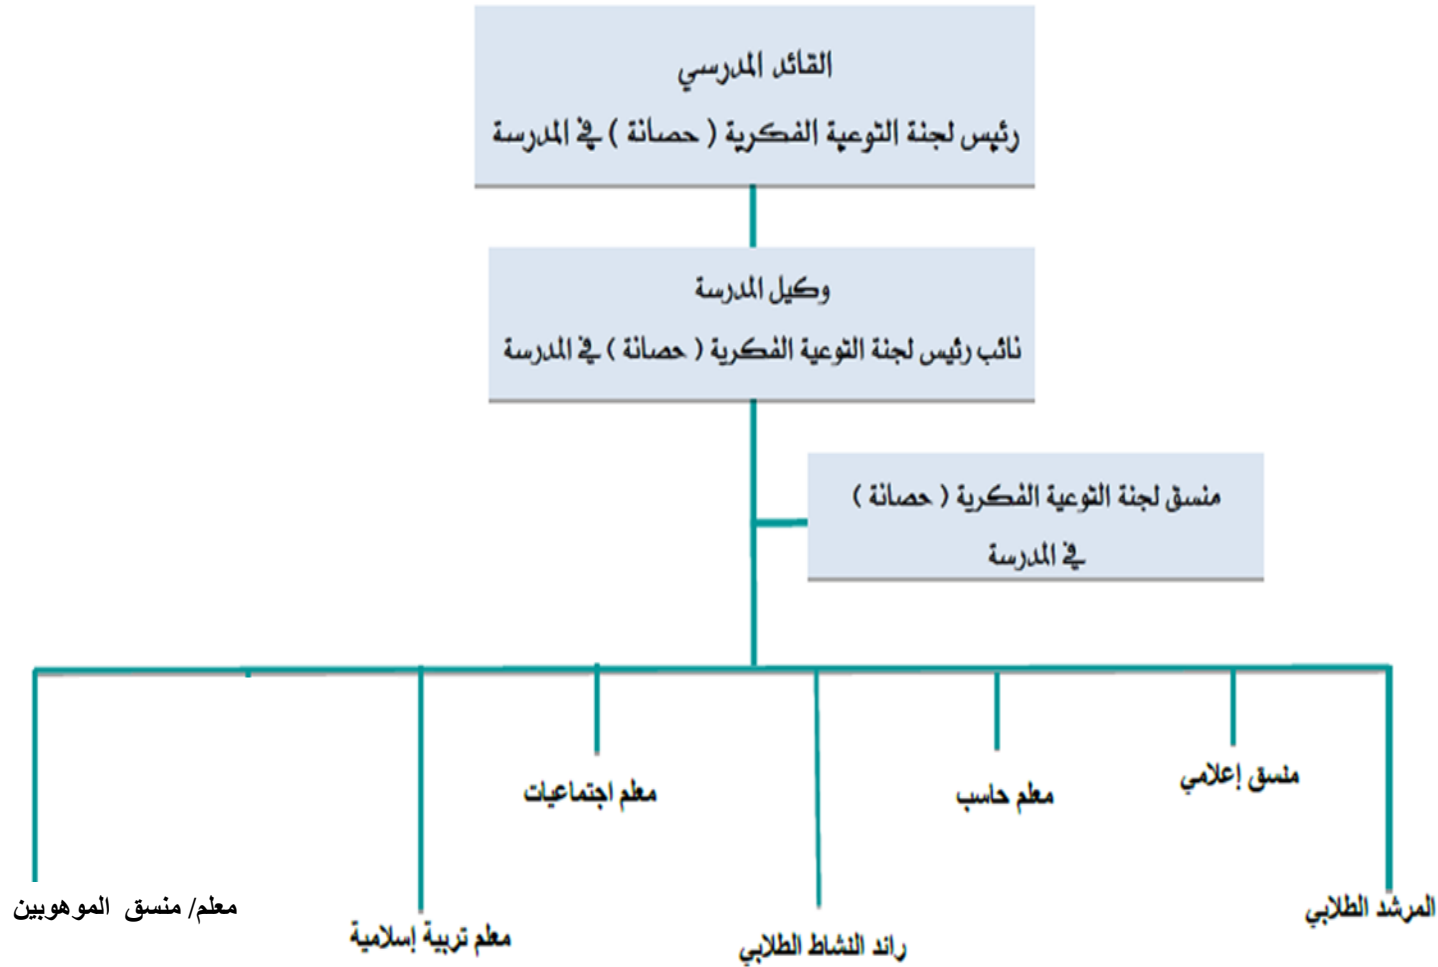 القائد المدرسي
رئيس لجنة التوعية الفكرية ( حصانة ) في المدرسة
وكيل المدرسة
نائب رئيس لجنة التوعية الفكرية ( حصانة ) في المدرسة
منسق لجنة التوعية الفكرية ( حصانة )
في المدرسة
المرشد الطلابي
منسق إعلامي
معلم حاسب
رائد النشاط الطلابي
معلم اجتماعيات
معلم تربية إسلامية
معلم/ منسق الموهوبين